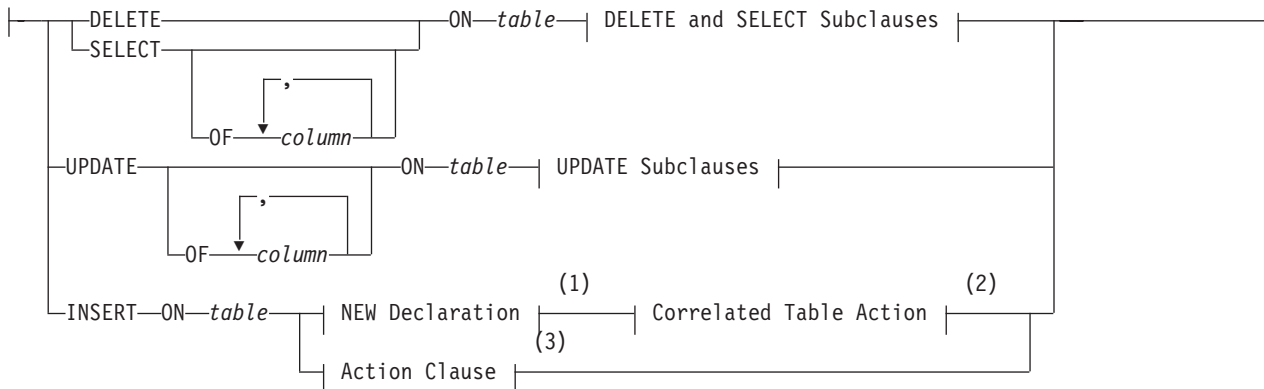 DELETE ON table DELETE and SELECT Subclauses
SELECT
,
OF column
UPDATE ON table UPDATE Subclauses
,
OF column
(1) (2)
INSERT ON table NEW Declaration Correlated Table Action
(3)
Action Clause